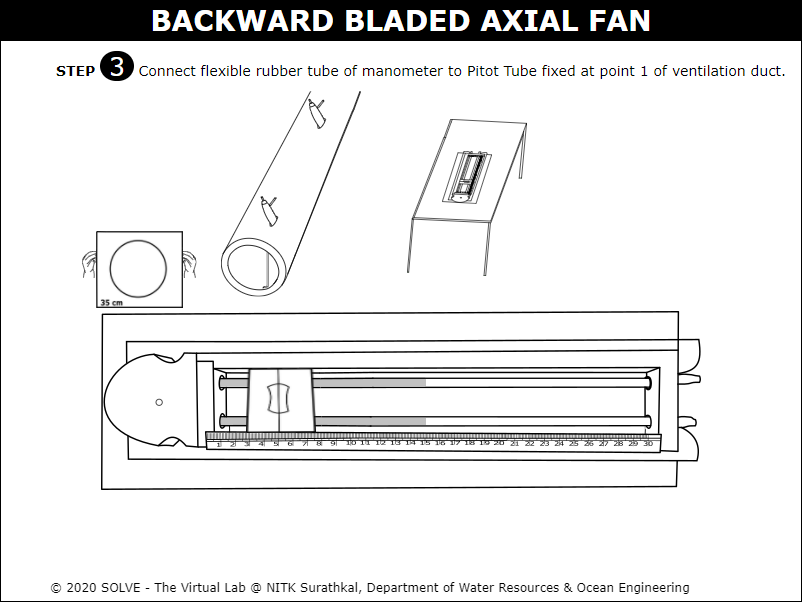 BACKWARD BLADED AXIAL FAN
STEP 3 Connect flexible rubber tube of manometer to Pitot Tube fixed at point 1 of ventilation duct.
35 cm
1 2 3 4 5 6 7 8 9 10 11 12 13 14 15 16 17 18 19 20 21 22 23 24 25 26 27 28 29 30
© 2020 SOLVE - The Virtual Lab @ NITK Surathkal, Department of Water Resources & Ocean Engineering